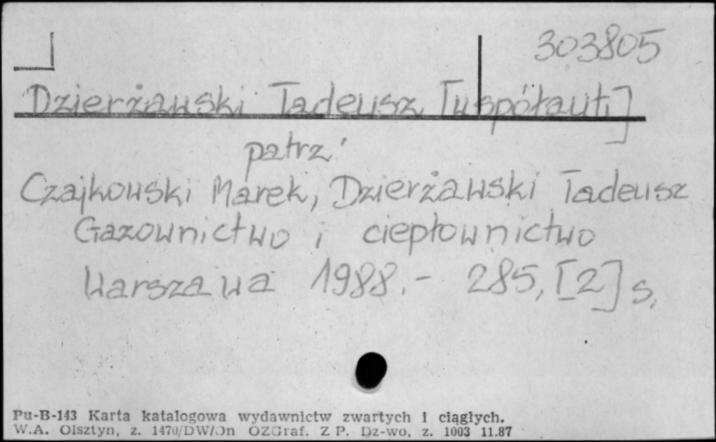 303805
Dzierżawski Tadeusz [współaut.]
patrz:
Czajkowski Marek, Dzierżawski Tadeusz
Gazownictwo i ciepłownictwo
Warszawa 1988.- 285, [2] s.
Pu-B-143 Karta katalogowa wydawnictw zwartych i ciągłych.
W.A. Olsztyn, z. 1470/DW/On OZGraf. Z P. Dz-wo, z. 1003 11.87